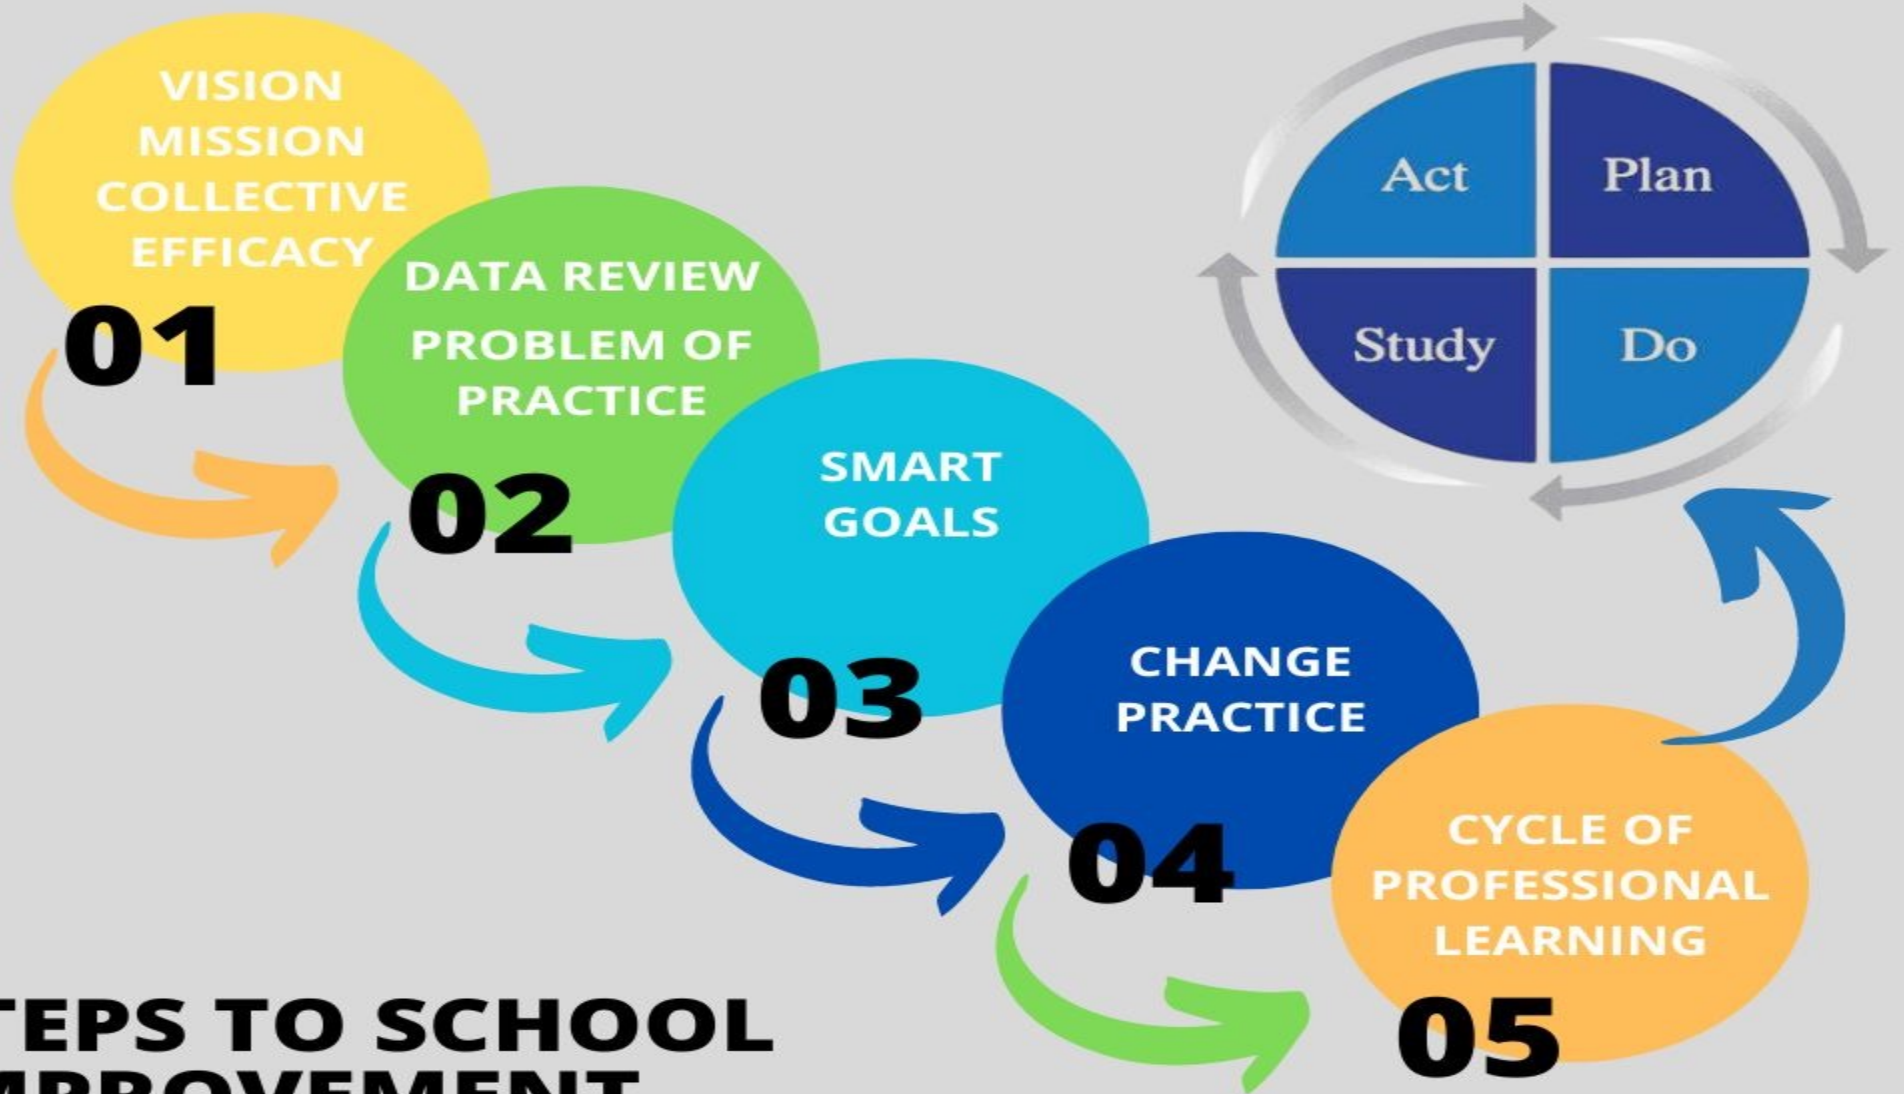 VISION
MISSION
COLLECTIVE
EFFICACY
01
DATA REVIEW
PROBLEM OF
PRACTICE
02
SMART
GOALS
03
CHANGE
PRACTICE
04
CYCLE OF
PROFESSIONAL
LEARNING
05
Act
Plan
Study
Do
TEPS TO SCHOOL
MPROVEMENT